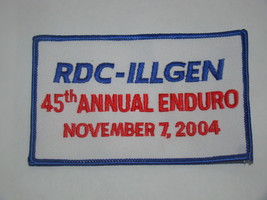 RDC-ILLGEN
45th ANNUAL ENDURO
NOVEMBER 7, 2004